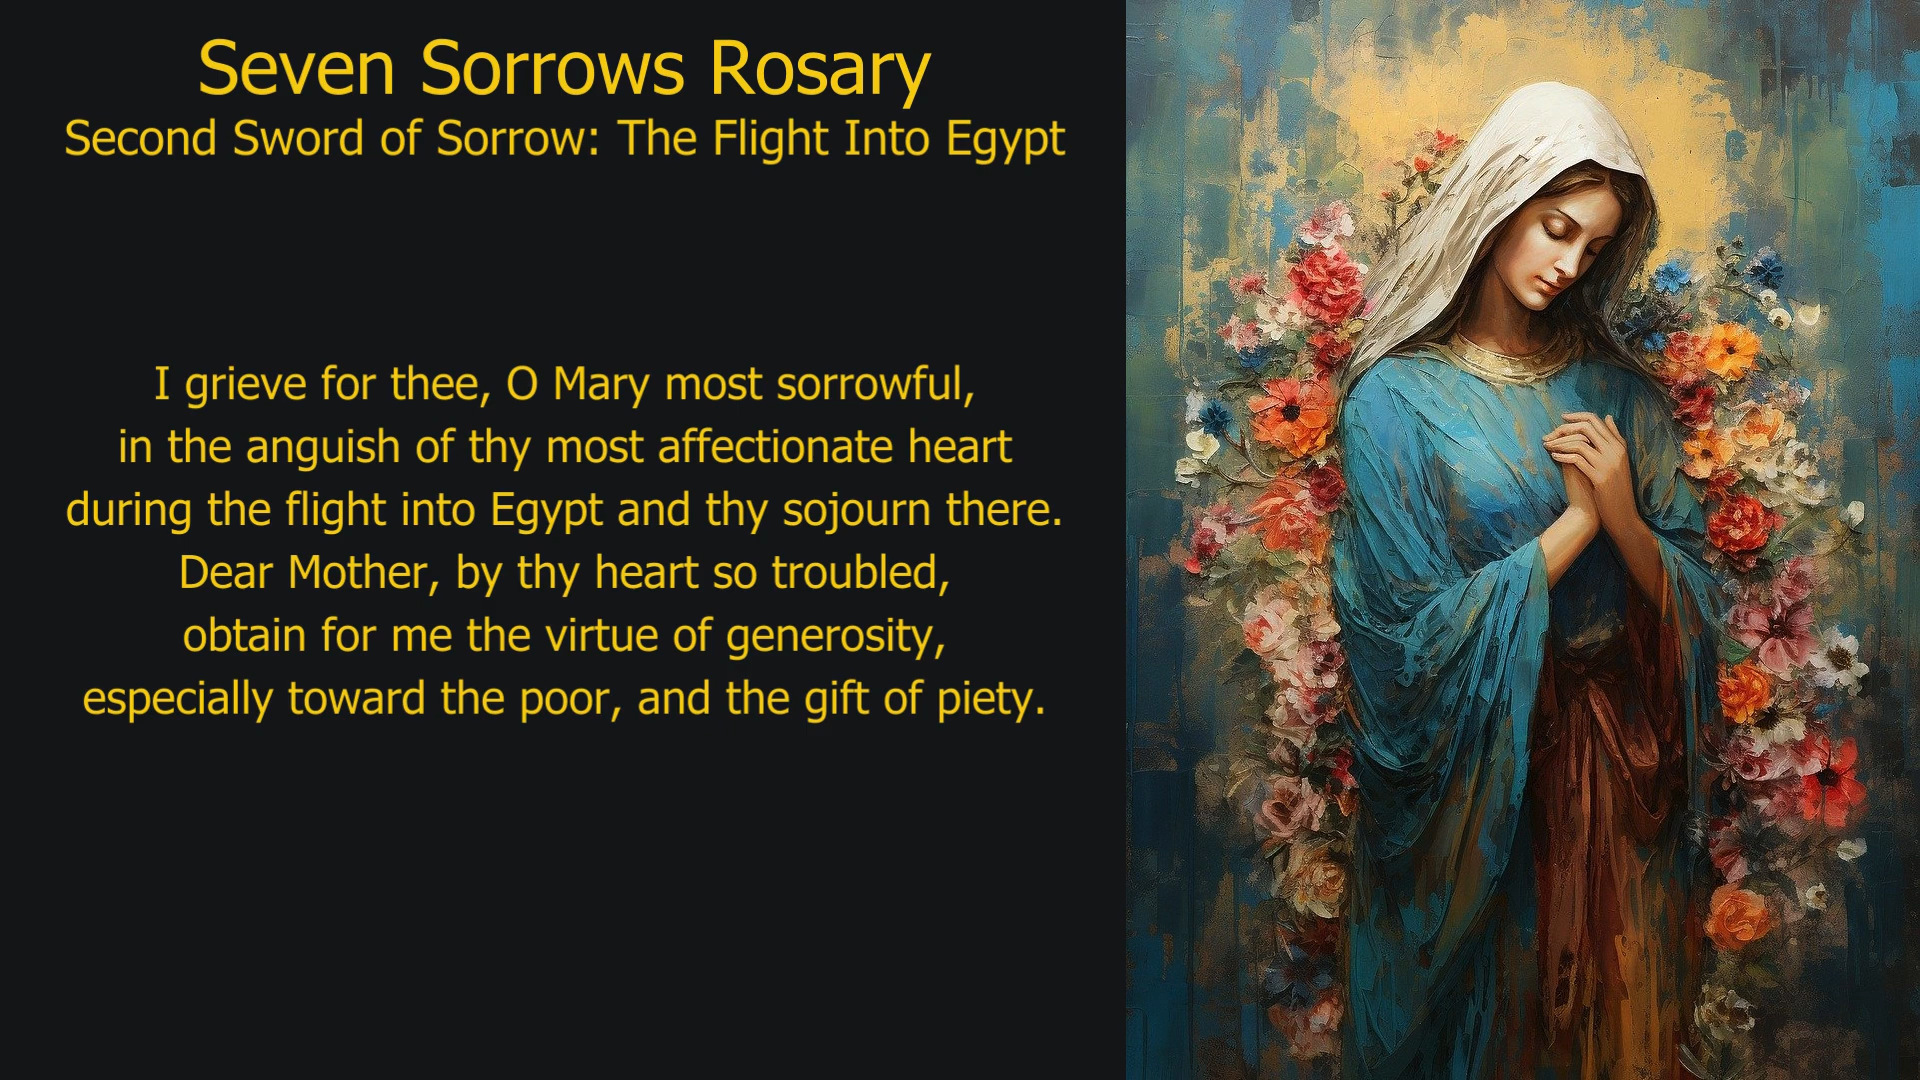 Seven Sorrows Rosary
Second Sword of Sorrow: The Flight Into Egypt
I grieve for thee, O Mary most sorrowful,
in the anguish of thy most affectionate heart
during the flight into Egypt and thy sojourn there.
Dear Mother, by thy heart so troubled,
obtain for me the virtue of generosity,
especially toward the poor, and the gift of piety.